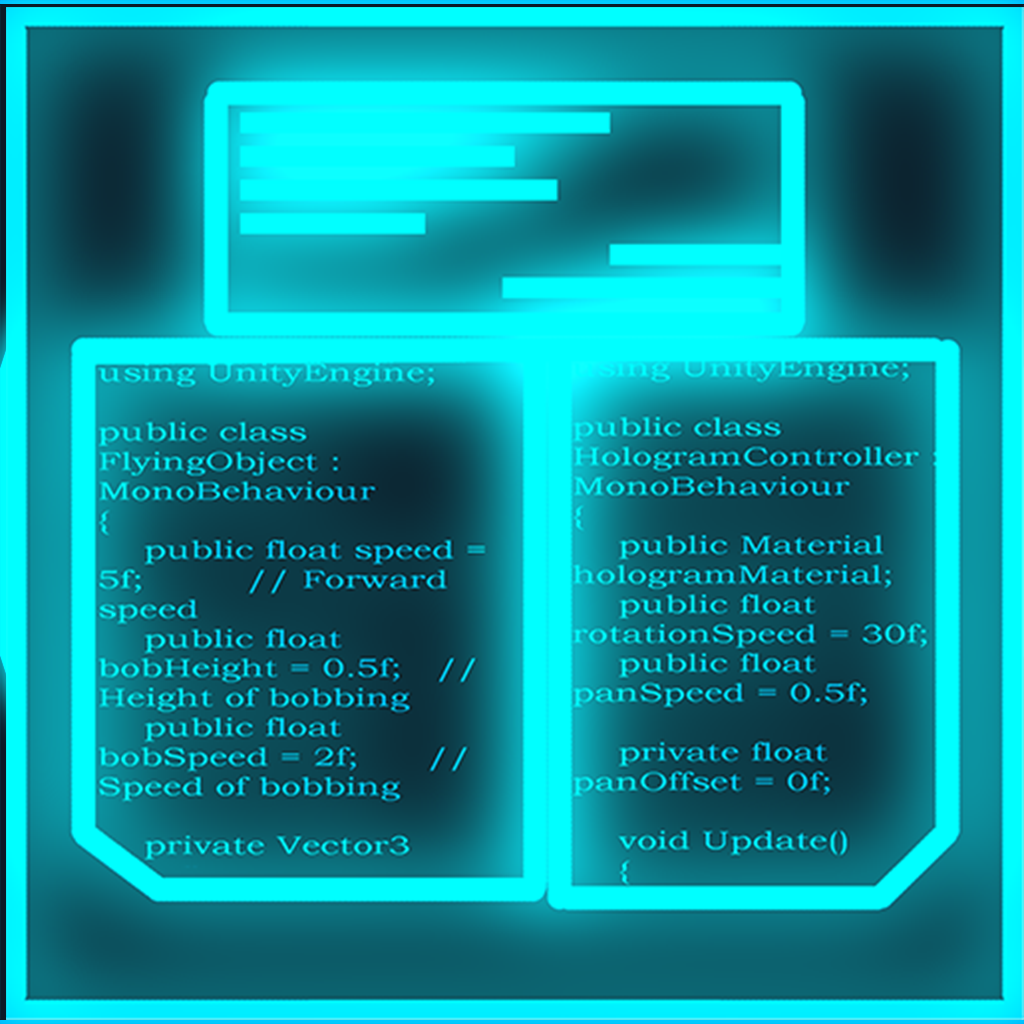 using UnityEngine;
public class
FlyingObject :
MonoBehaviour
{
public float speed =
5f; // Forward
speed
public float
bobHeight = 0.5f; //
Height of bobbing
public float
bobSpeed = 2f; //
Speed of bobbing
private Vector3
using UnityEngine;
public class
HologramController :
MonoBehaviour
{
public Material
hologramMaterial;
public float
rotationSpeed = 30f;
public float
panSpeed = 0.5f;
private float
panOffset = 0f;
void Update()
{